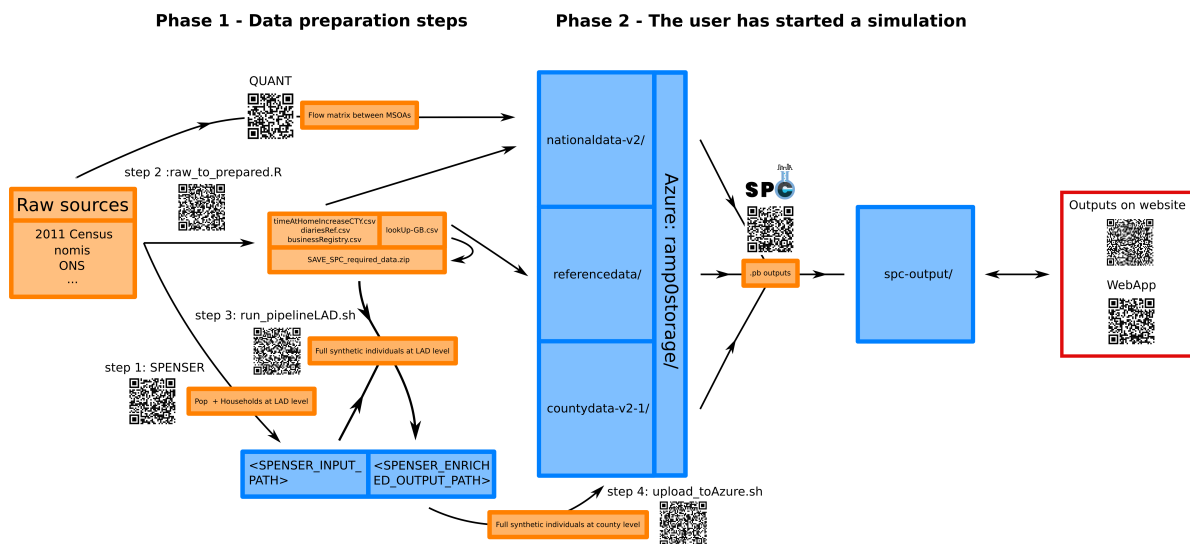 Phase 1 - Data preparation steps
Phase 2 - The user has started a simulation
QUANT
Flow matrix between MSOAs
step 2 :raw_to_prepared.R
Raw sources
2011 Census
nomis
ONS
...
timeAtHomeIncreaseCTY.csv
diariesRef.csv
businessRegistry.csv
lookUp-GB.csv
SAVE_SPC_required_data.zip
step 3: run_pipelineLAD.sh
Full synthetic individuals at LAD level
step 1: SPENSER
Pop + Households at LAD level
<SPENSER_INPUT_
PATH>
<SPENSER_ENRICH
ED_OUTPUT_PATH>
Full synthetic individuals at county level
step 4: upload_toAzure.sh
nationaldata-v2/
referencedata/
countydata-v2-1/
Azure: ramp0storage/
SPC
.pb outputs
spc-output/
Outputs on website
WebApp